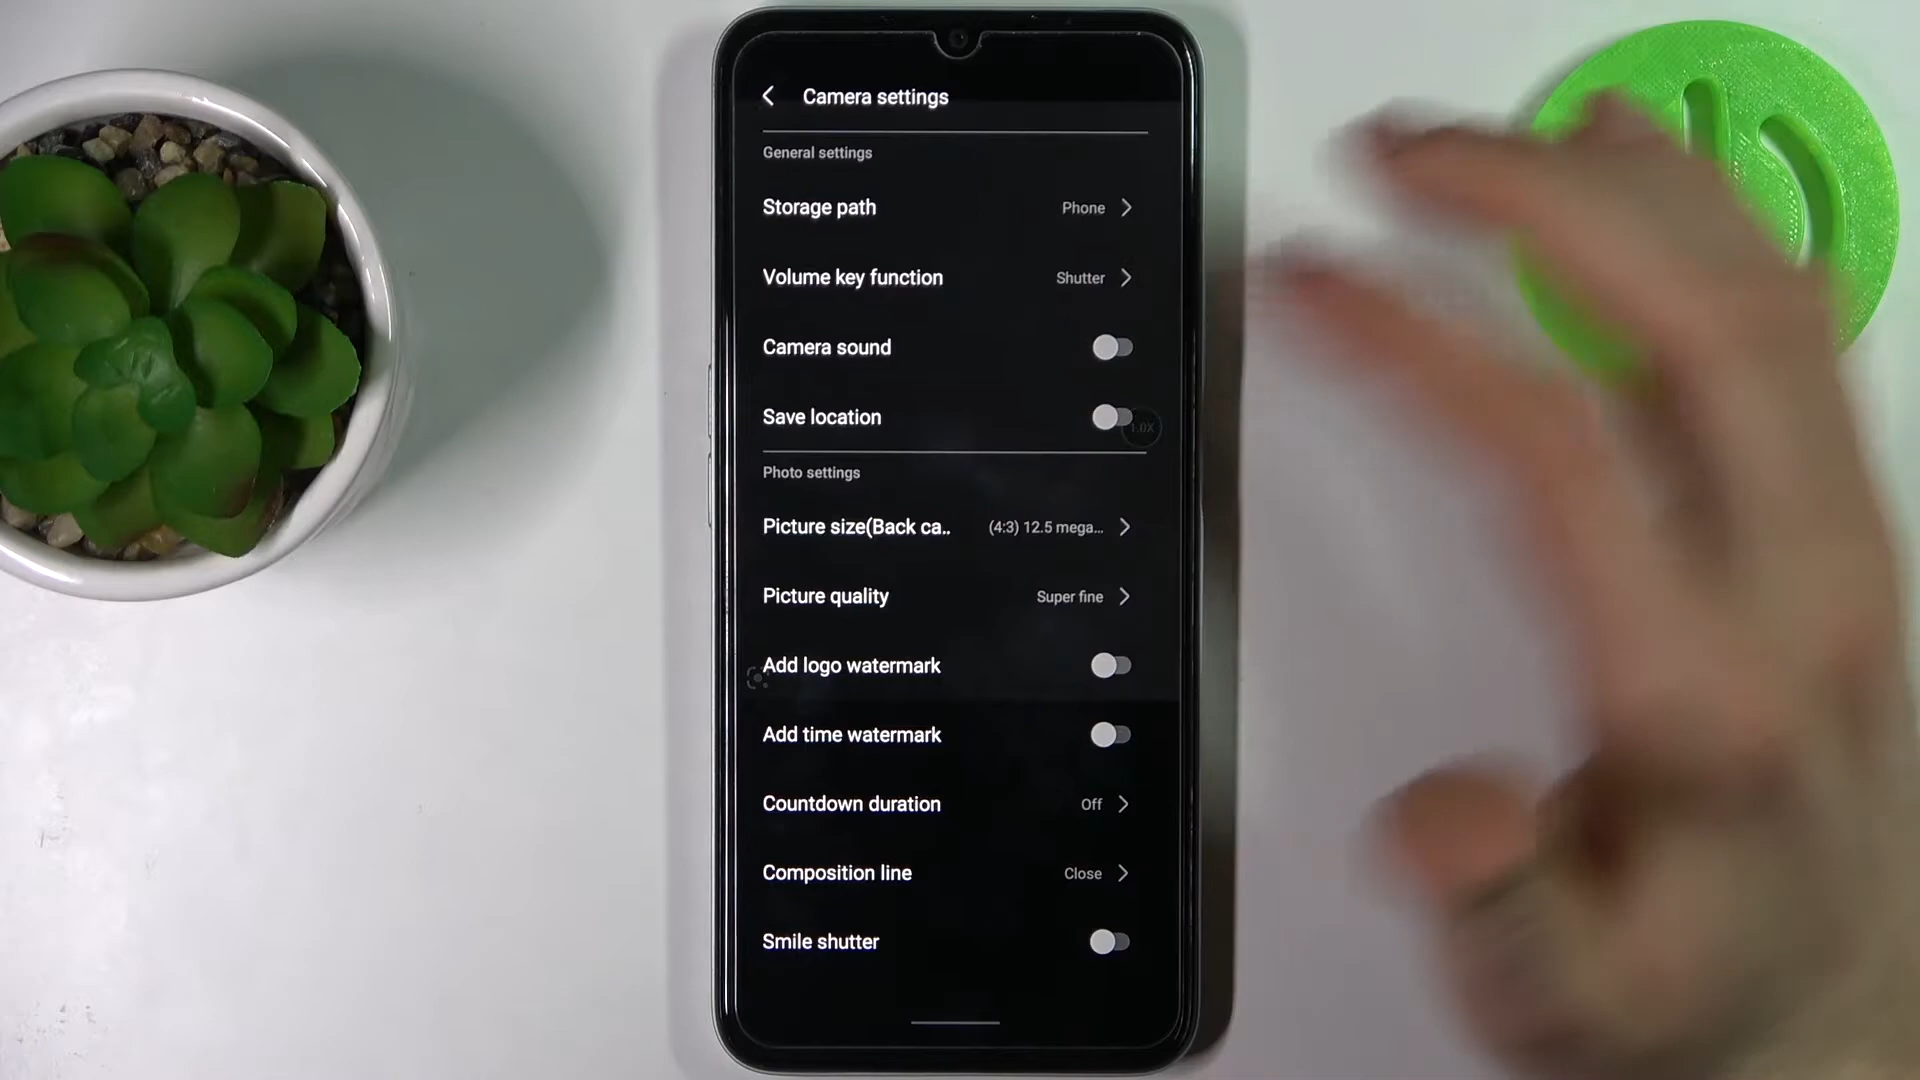 Camera settings
General settings
Storage path Phone
Volume key function Shutter
Camera sound
Save location
1.0X
Photo settings
Picture size(Back ca.. (4:3) 12.5 mega...
Picture quality Super fine
Add logo watermark
Add time watermark
Countdown duration Off
Composition line Close
Smile shutter